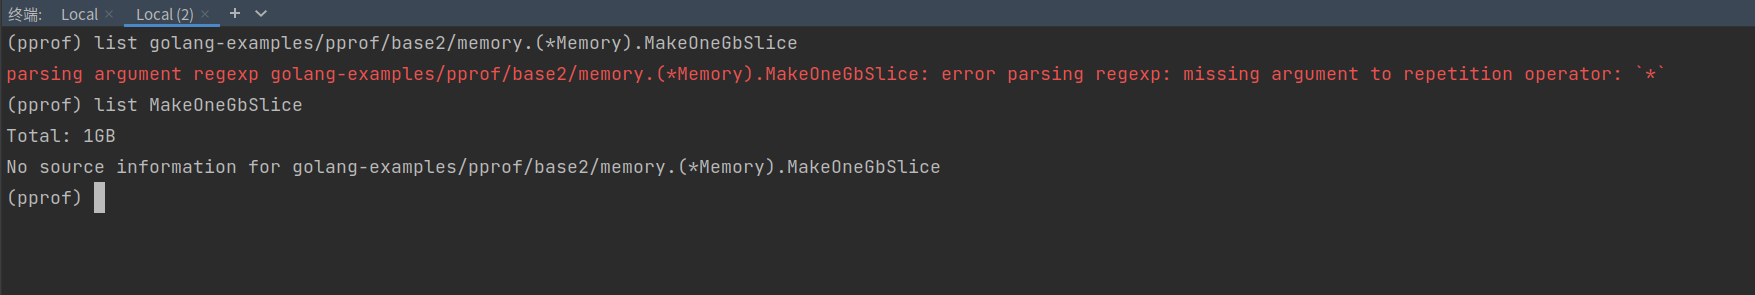 终端: Local × Local (2) × +
(pprof) list golang-examples/pprof/base2/memory.(*Memory).MakeOneGbSlice
parsing argument regexp golang-examples/pprof/base2/memory.(*Memory).MakeOneGbSlice: error parsing regexp: missing argument to repetition operator: `*`
(pprof) list MakeOneGbSlice
Total: 1GB
No source information for golang-examples/pprof/base2/memory.(*Memory).MakeOneGbSlice
(pprof)